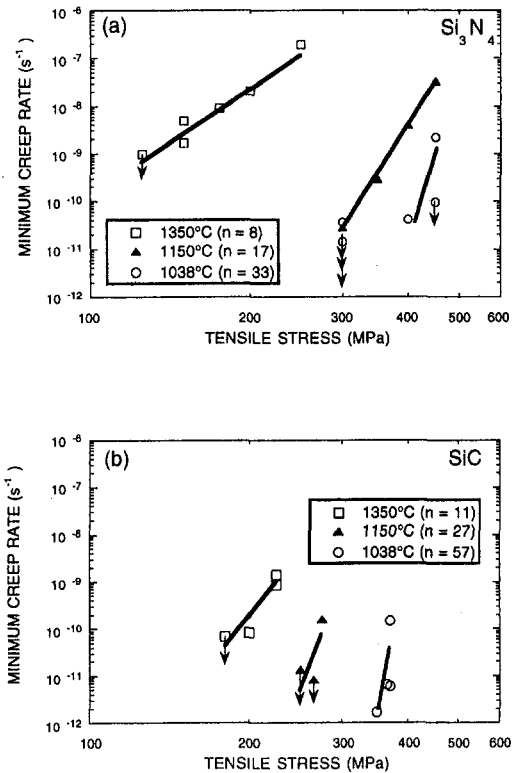 (a)
Si3N4
MINIMUM CREEP RATE (s-1)
10-6
10-7
10-8
10-9
10-10
10-11
10-12
1350°C (n = 8)
1150°C (n = 17)
1038°C (n = 33)
100 200 300 400 500 600
TENSILE STRESS (MPa)
(b)
SiC
MINIMUM CREEP RATE (s-1)
10-6
10-7
10-8
10-9
10-10
10-11
10-12
1350°C (n = 11)
1150°C (n = 27)
1038°C (n = 57)
100 200 300 400 500 600
TENSILE STRESS (MPa)